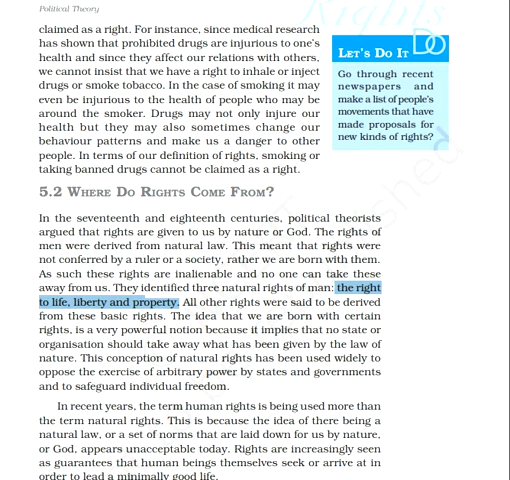 Political Theory
Rights
claimed as a right. For instance, since medical research
has shown that prohibited drugs are injurious to one's
health and since they affect our relations with others,
we cannot insist that we have a right to inhale or inject
drugs or smoke tobacco. In the case of smoking it may
even be injurious to the health of people who may be
around the smoker. Drugs may not only injure our
health but they may also sometimes change our
behaviour patterns and make us a danger to other
people. In terms of our definition of rights, smoking or
taking banned drugs cannot be claimed as a right.
LET'S DO IT DO
Go through recent
newspapers and
make a list of people's
movements that have
made proposals for
new kinds of rights?
5.2 WHERE DO RIGHTS COME FROM?
In the seventeenth and eighteenth centuries, political theorists
argued that rights are given to us by nature or God. The rights of
men were derived from natural law. This meant that rights were
not conferred by a ruler or a society, rather we are born with them.
As such these rights are inalienable and no one can take these
away from us. They identified three natural rights of man: the right
to life, liberty and property. All other rights were said to be derived
from these basic rights. The idea that we are born with certain
rights, is a very powerful notion because it implies that no state or
organisation should take away what has been given by the law of
nature. This conception of natural rights has been used widely to
oppose the exercise of arbitrary power by states and governments
and to safeguard individual freedom.
In recent years, the term human rights is being used more than
the term natural rights. This is because the idea of there being a
natural law, or a set of norms that are laid down for us by nature,
or God, appears unacceptable today. Rights are increasingly seen
as guarantees that human beings themselves seek or arrive at in
order to lead a minimally good life.